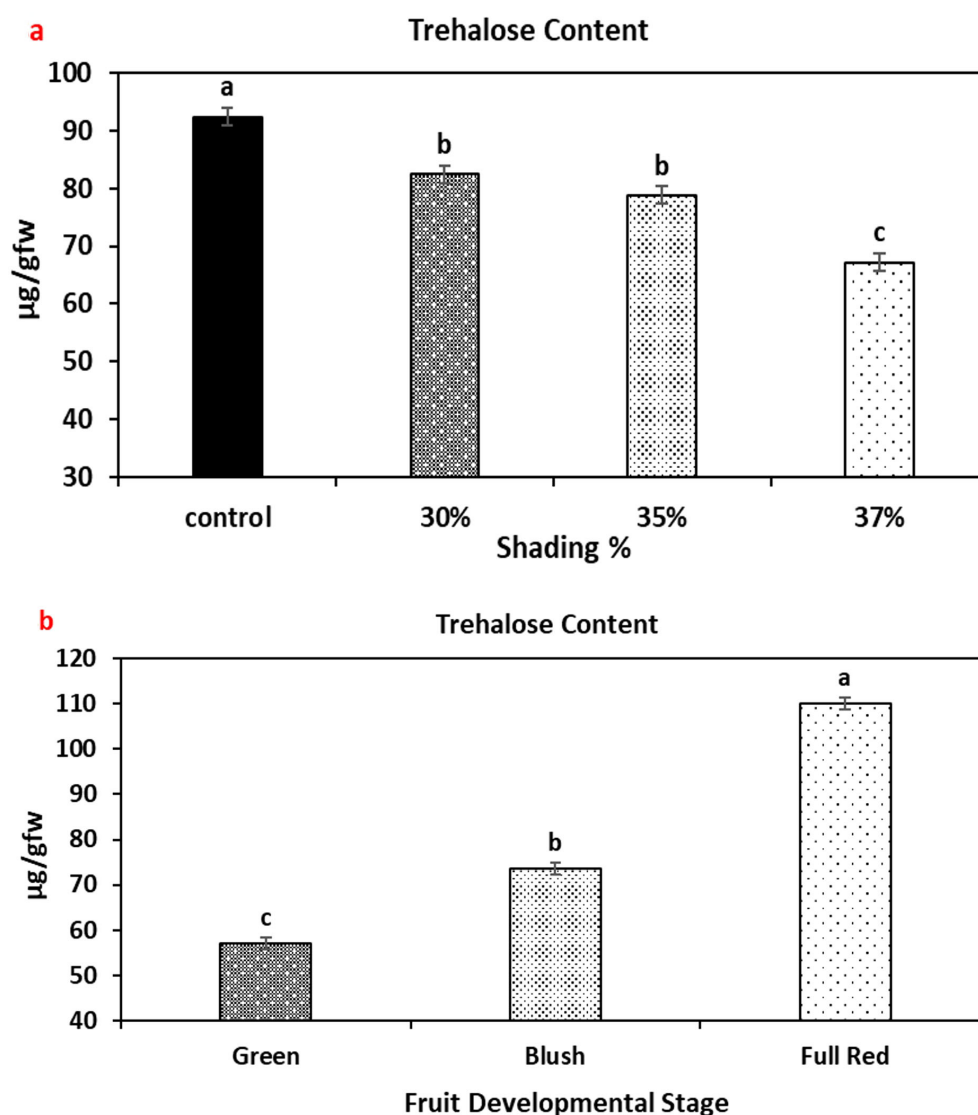 a
Trehalose Content
100
90
80
70
60
50
40
30
µg/gfw
a
b
b
c
control 30% 35% 37%
Shading %
b
Trehalose Content
120
110
100
90
80
70
60
50
40
µg/gfw
c
b
a
Green Blush Full Red
Fruit Developmental Stage